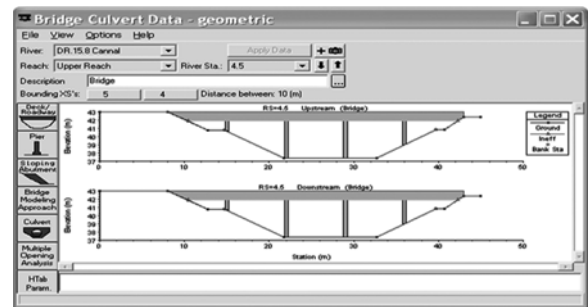 Bridge Culvert Data - geometric
File View Options Help
River: DR.15.8 Cannal Apply Data
Reach: Upper Reach River Sta.: 4.5
Description Bridge ...
Bounding XS's: 5 4 Distance between: 10 (m)
Deck/
Roadway
Pier
Sloping
Abutment
Bridge
Modeling
Approach
Culvert
Multiple
Opening
Analysis
HTab
Param.
RS=4.5 Upstream (Bridge)
Elevation (m)
43
42
41
40
39
38
37
0 10 20 30 40 50
Legend
Ground
Ineff
Bank Sta
RS=4.5 Downstream (Bridge)
Elevation (m)
43
42
41
40
39
38
37
0 10 20 30 40 50
Station (m)